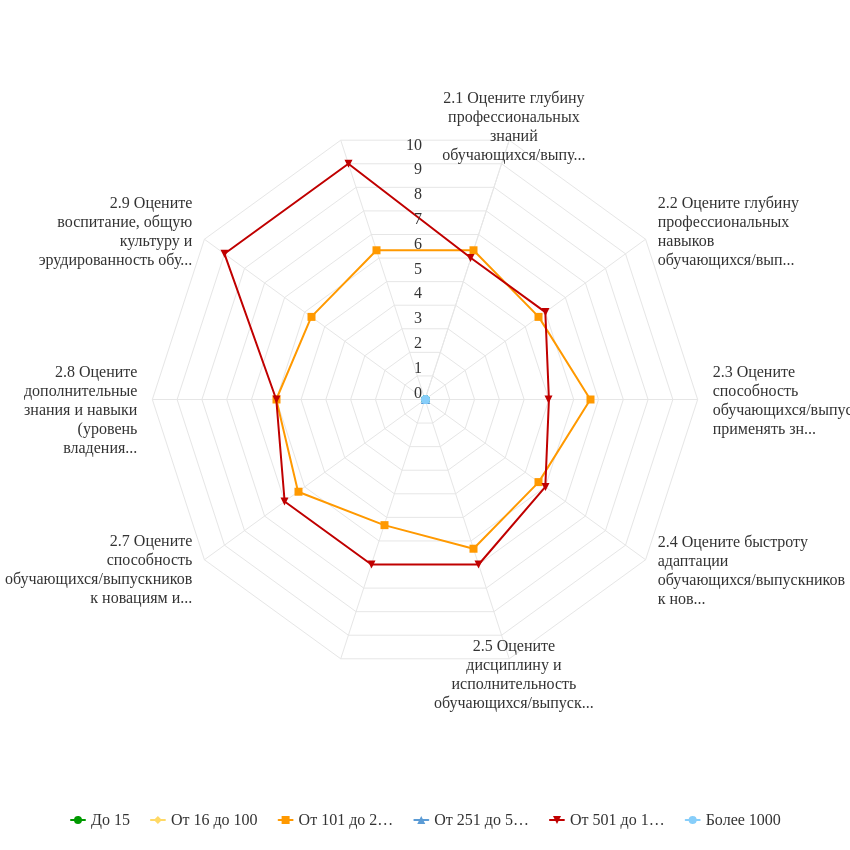 2.1 Оцените глубину
профессиональных
знаний
обучающихся/выпу...
2.2 Оцените глубину
профессиональных
навыков
обучающихся/вып...
2.3 Оцените
способность
обучающихся/выпус
применять зн...
2.4 Оцените быстроту
адаптации
обучающихся/выпускников
к нов...
2.5 Оцените
дисциплину и
исполнительность
обучающихся/выпуск...
2.7 Оцените
способность
обучающихся/выпускников
к новациям и...
2.8 Оцените
дополнительные
знания и навыки
(уровень
владения...
2.9 Оцените
воспитание, общую
культуру и
эрудированность обу...
10
9
8
7
6
5
4
3
2
1
0
До 15
От 16 до 100
От 101 до 2…
От 251 до 5…
От 501 до 1…
Более 1000